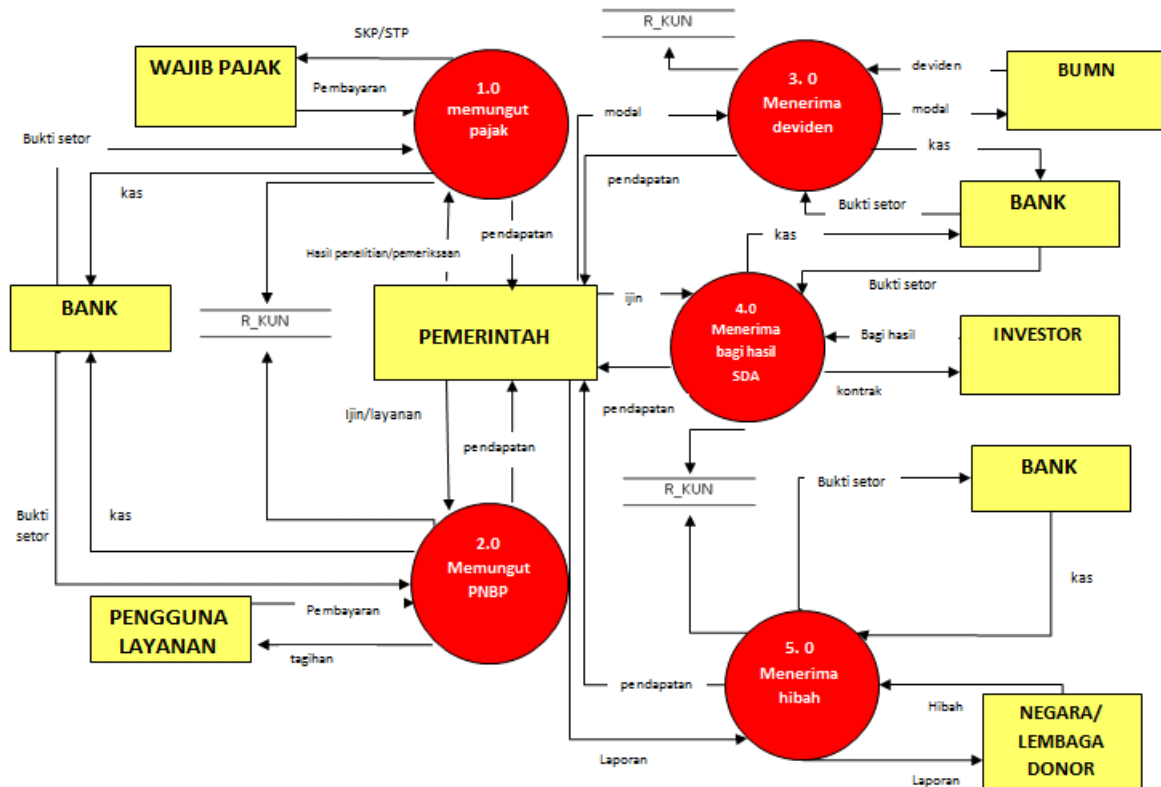 R_KUN
SKP/STP
WAJIB PAJAK
Pembayaran
1.0
memungut
pajak
3. 0
Menerima
deviden
deviden
modal
BUMN
modal
kas
Bukti setor
kas
pendapatan
Bukti setor
BANK
pendapatan
Hasil penelitian/pemeriksaan
kas
Bukti setor
BANK
R_KUN
PEMERINTAH
ijin
4.0
Menerima
bagi hasil
SDA
Bagi hasil
INVESTOR
kontrak
pendapatan
Ijin/layanan
pendapatan
R_KUN
Bukti setor
BANK
Bukti
setor
kas
2.0
Memungut
PNBP
kas
PENGGUNA
LAYANAN
Pembayaran
tagihan
5. 0
Menerima
hibah
pendapatan
Hibah
NEGARA/
LEMBAGA
DONOR
Laporan
Laporan